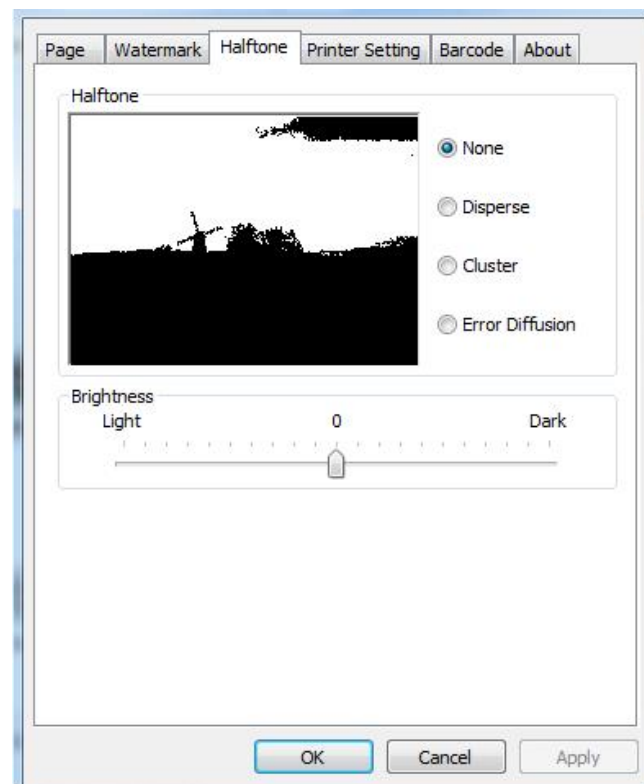 Page Watermark Halftone Printer Setting Barcode About
Halftone
None
Disperse
Cluster
Error Diffusion
Brightness
Light 0 Dark
OK Cancel Apply